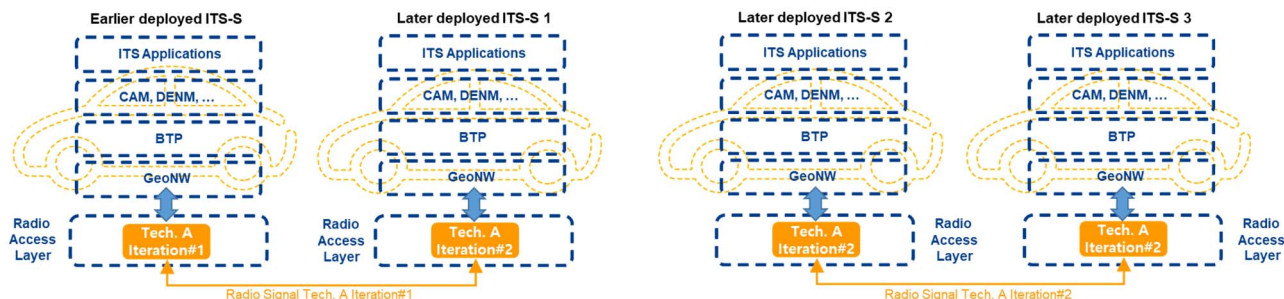 Earlier deployed ITS-S
ITS Applications
CAM, DENM, ...
BTP
GeoNW
Radio
Access
Layer
Tech. A
Iteration#1
Later deployed ITS-S 1
ITS Applications
CAM, DENM, ...
BTP
GeoNW
Radio
Access
Layer
Tech. A
Iteration#2
Radio Signal Tech. A Iteration#1
Later deployed ITS-S 2
ITS Applications
CAM, DENM, ...
BTP
GeoNW
Tech. A
Iteration#2
Radio
Access
Layer
Later deployed ITS-S 3
ITS Applications
CAM, DENM, ...
BTP
GeoNW
Tech. A
Iteration#2
Radio
Access
Layer
Radio Signal Tech. A Iteration#2